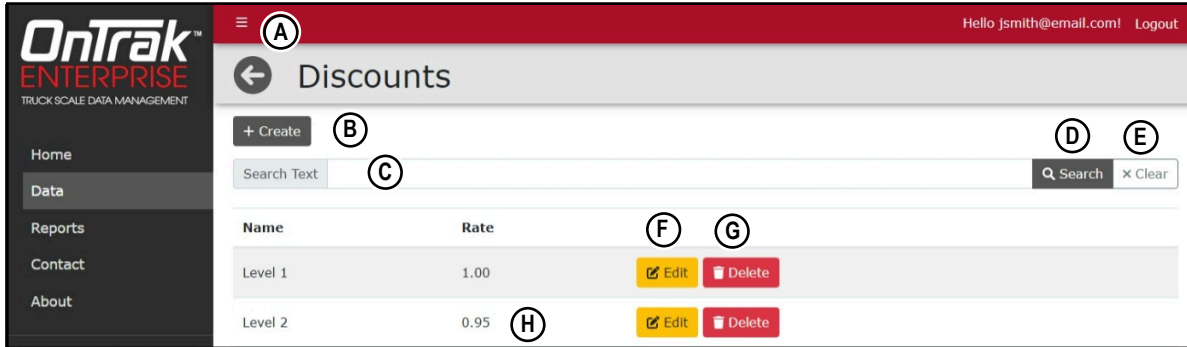 OnTrak™
ENTERPRISE
TRUCK SCALE DATA MANAGEMENT
Home
Data
Reports
Contact
About
A
Hello jsmith@email.com! Logout
Discounts
+ Create B
D E
Search Text C Search × Clear
F G
Name Rate
Level 1 1.00 Edit Delete
Level 2 0.95 H Edit Delete